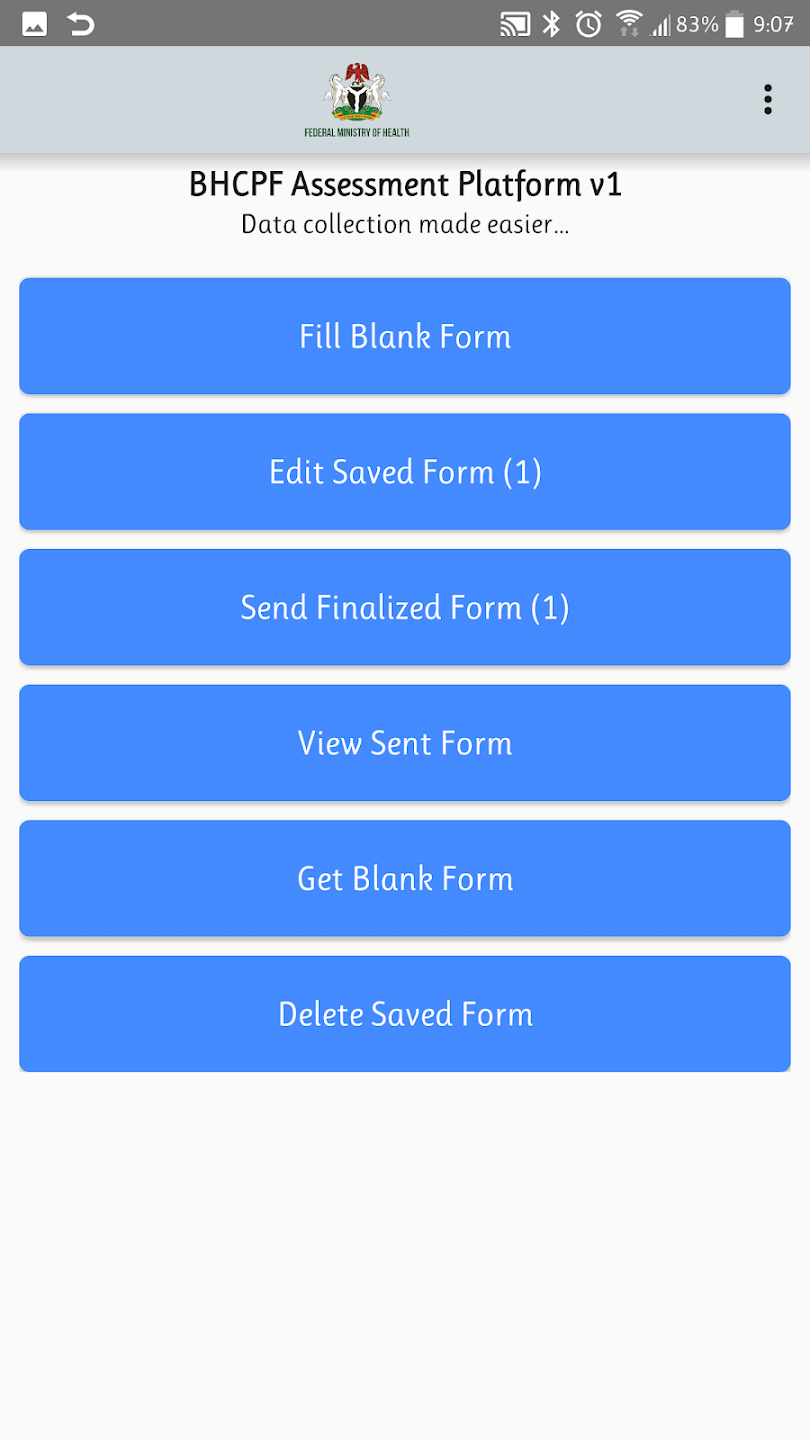 83% 9:07
FEDERAL MINISTRY OF HEALTH
BHCPF Assessment Platform v1
Data collection made easier...
Fill Blank Form
Edit Saved Form (1)
Send Finalized Form (1)
View Sent Form
Get Blank Form
Delete Saved Form